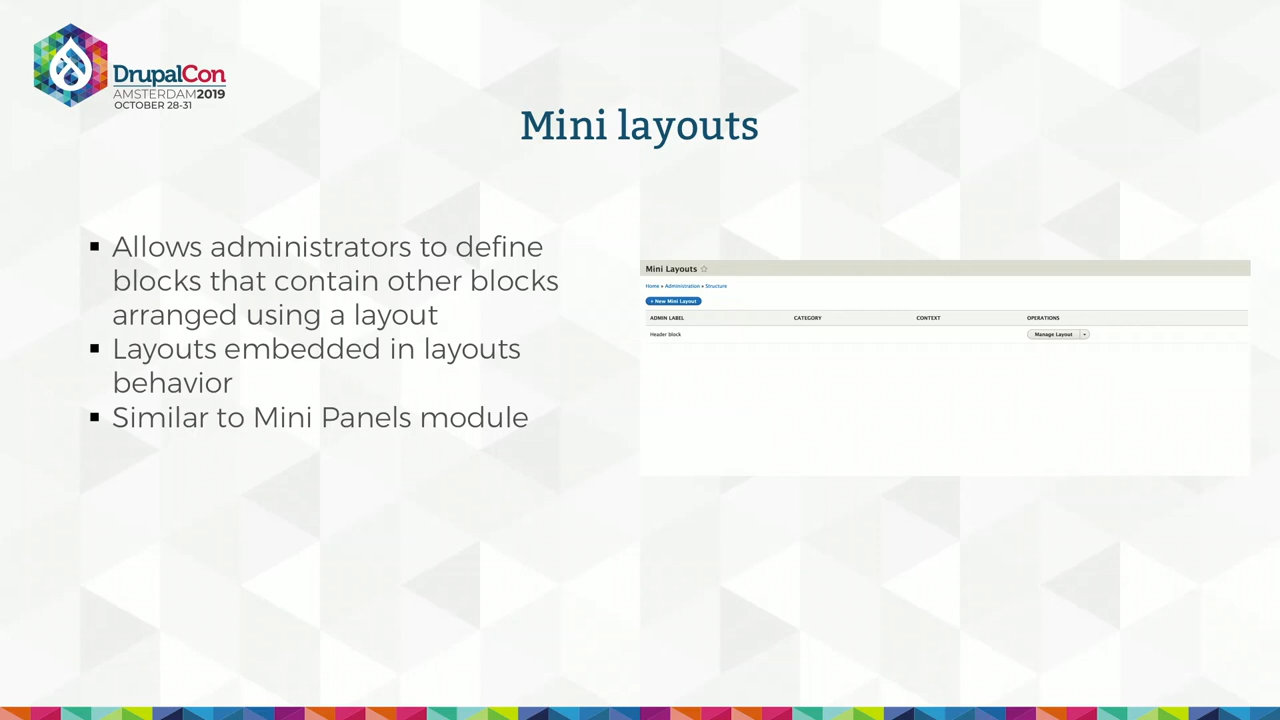 DrupalCon
AMSTERDAM2019
OCTOBER 28-31
Mini layouts
▪ Allows administrators to define
blocks that contain other blocks
arranged using a layout
▪ Layouts embedded in layouts
behavior
▪ Similar to Mini Panels module
Mini Layouts ☆
Home » Administration » Structure
+ New Mini Layout
ADMIN LABEL CATEGORY CONTEXT OPERATIONS
Header block Manage Layout